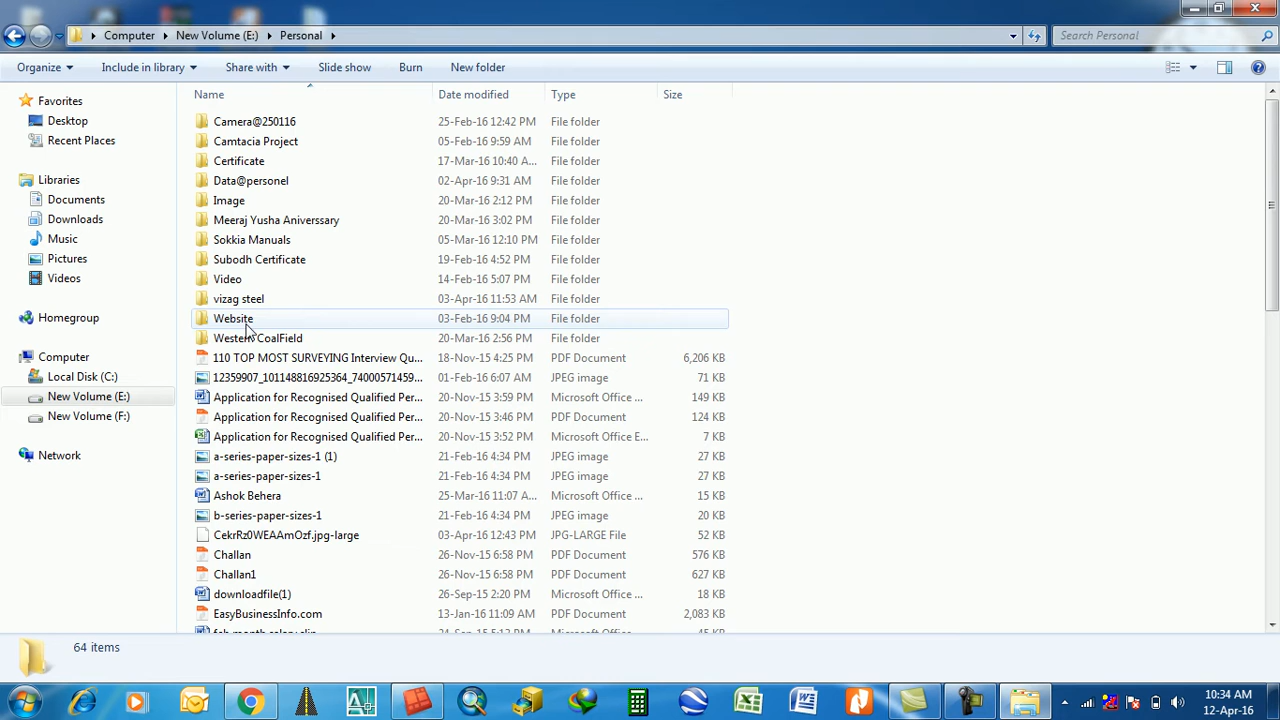 Computer New Volume (E:) Personal Search Personal
Organize Include in library Share with Slide show Burn New folder
Name Date modified Type Size
Favorites
Desktop
Recent Places
Libraries
Documents
Downloads
Music
Pictures
Videos
Homegroup
Computer
Local Disk (C:)
New Volume (E:)
New Volume (F:)
Network
Camera@250116 25-Feb-16 12:42 PM File folder
Camtacia Project 05-Feb-16 9:59 AM File folder
Certificate 17-Mar-16 10:40 A... File folder
Data@personel 02-Apr-16 9:31 AM File folder
Image 20-Mar-16 2:12 PM File folder
Meeraj Yusha Aniverssary 20-Mar-16 3:02 PM File folder
Sokkia Manuals 05-Mar-16 12:10 PM File folder
Subodh Certificate 19-Feb-16 4:52 PM File folder
Video 14-Feb-16 5:07 PM File folder
vizag steel 03-Apr-16 11:53 AM File folder
Website 03-Feb-16 9:04 PM File folder
Western CoalField 20-Mar-16 2:56 PM File folder
110 TOP MOST SURVEYING Interview Qu... 18-Nov-15 4:25 PM PDF Document 6,206 KB
12359907_101148816925364_74000571459... 01-Feb-16 6:07 AM JPEG image 71 KB
Application for Recognised Qualified Per... 20-Nov-15 3:59 PM Microsoft Office ... 149 KB
Application for Recognised Qualified Per... 20-Nov-15 3:46 PM PDF Document 124 KB
Application for Recognised Qualified Per... 20-Nov-15 3:52 PM Microsoft Office E... 7 KB
a-series-paper-sizes-1 (1) 21-Feb-16 4:34 PM JPEG image 27 KB
a-series-paper-sizes-1 21-Feb-16 4:34 PM JPEG image 27 KB
Ashok Behera 25-Mar-16 11:07 A... Microsoft Office ... 15 KB
b-series-paper-sizes-1 21-Feb-16 4:34 PM JPEG image 20 KB
CekrRz0WEAAmOzf.jpg-large 03-Apr-16 12:43 PM JPG-LARGE File 52 KB
Challan 26-Nov-15 6:58 PM PDF Document 576 KB
Challan1 26-Nov-15 6:58 PM PDF Document 627 KB
downloadfile(1) 26-Sep-15 2:20 PM Microsoft Office ... 18 KB
EasyBusinessInfo.com 13-Jan-16 11:09 AM PDF Document 2,083 KB
64 items
10:34 AM
12-Apr-16